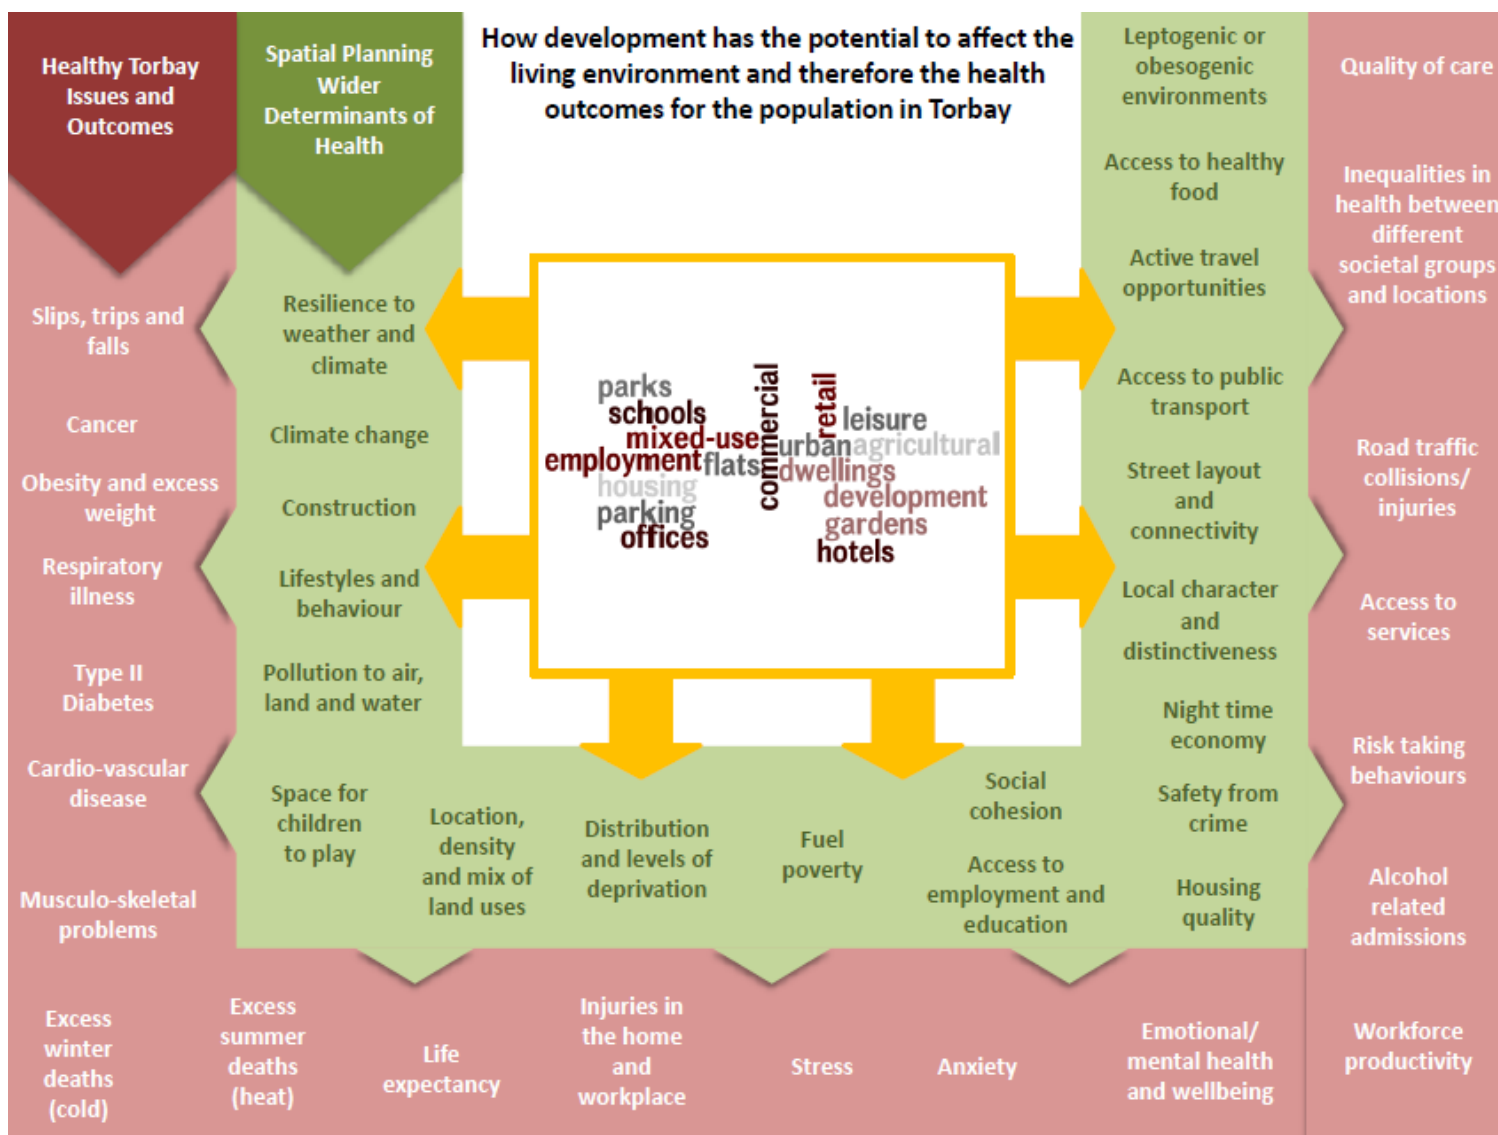 Healthy Torbay
Issues and
Outcomes
Spatial Planning
Wider
Determinants of
Health
How development has the potential to affect the
living environment and therefore the health
outcomes for the population in Torbay
Slips, trips and
falls
Cancer
Obesity and excess
weight
Respiratory
illness
Type II
Diabetes
Cardio-vascular
disease
Musculo-skeletal
problems
Excess
winter
deaths
(cold)
Resilience to
weather and
climate
Climate change
Construction
Lifestyles and
behaviour
Pollution to air,
land and water
Space for
children
to play
Location,
density
and mix of
land uses
Distribution
and levels of
deprivation
Fuel
poverty
Social
cohesion
Access to
employment and
education
parks
schools
mixed-use
employment
flats
housing
parking
offices
commercial
retail
leisure
urban
agricultural
dwellings
development
gardens
hotels
Leptogenic or
obesogenic
environments
Access to healthy
food
Active travel
opportunities
Access to public
transport
Street layout
and
connectivity
Local character
and
distinctiveness
Night time
economy
Safety from
crime
Housing
quality
Quality of care
Inequalities in
health between
different
societal groups
and locations
Road traffic
collisions/
injuries
Access to
services
Risk taking
behaviours
Alcohol
related
admissions
Workforce
productivity
Excess
summer
deaths
(heat)
Life
expectancy
Injuries in
the home
and
workplace
Stress
Anxiety
Emotional/
mental health
and wellbeing